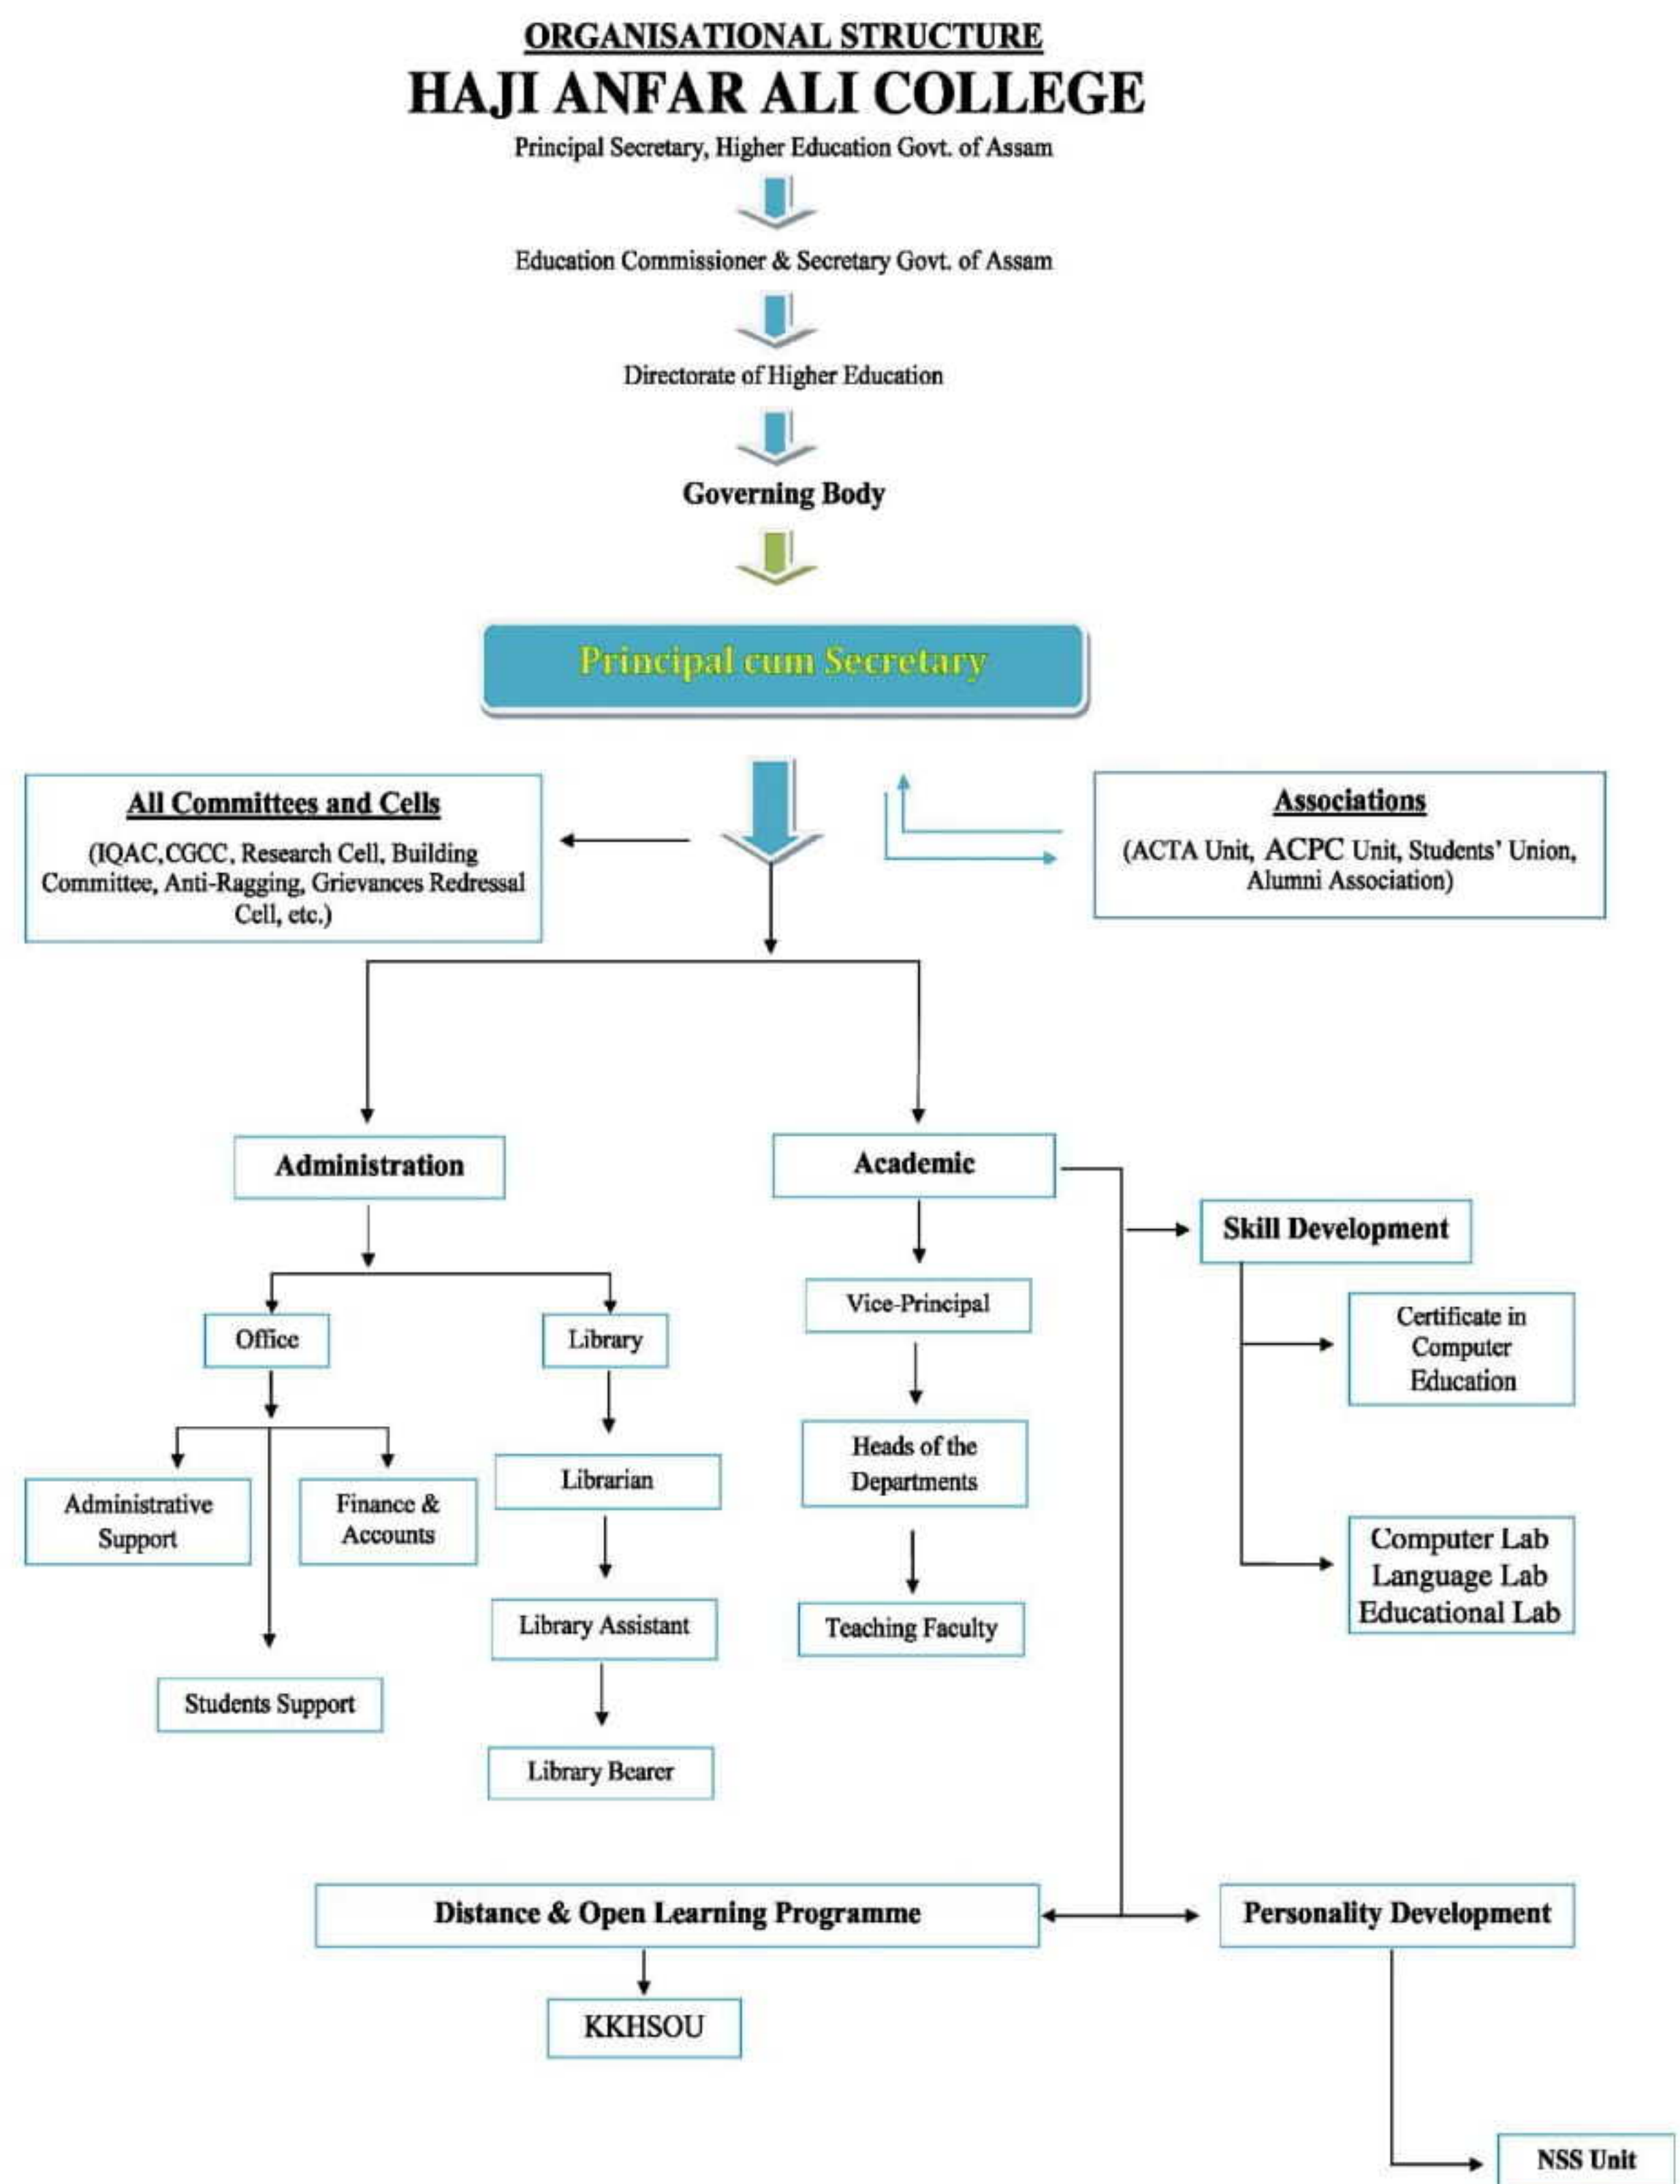 ORGANISATIONAL STRUCTURE
HAJI ANFAR ALI COLLEGE
Principal Secretary, Higher Education Govt. of Assam
Education Commissioner & Secretary Govt. of Assam
Directorate of Higher Education
Governing Body
Principal cum Secretary
All Committees and Cells
(IQAC,CGCC, Research Cell, Building
Committee, Anti-Ragging, Grievances Redressal
Cell, etc.)
Associations
(ACTA Unit, ACPC Unit, Students' Union,
Alumni Association)
Administration
Academic
Skill Development
Office
Library
Vice-Principal
Certificate in
Computer
Education
Administrative
Support
Finance &
Accounts
Librarian
Heads of the
Departments
Computer Lab
Language Lab
Educational Lab
Library Assistant
Teaching Faculty
Students Support
Library Bearer
Distance & Open Learning Programme
Personality Development
KKHSOU
NSS Unit